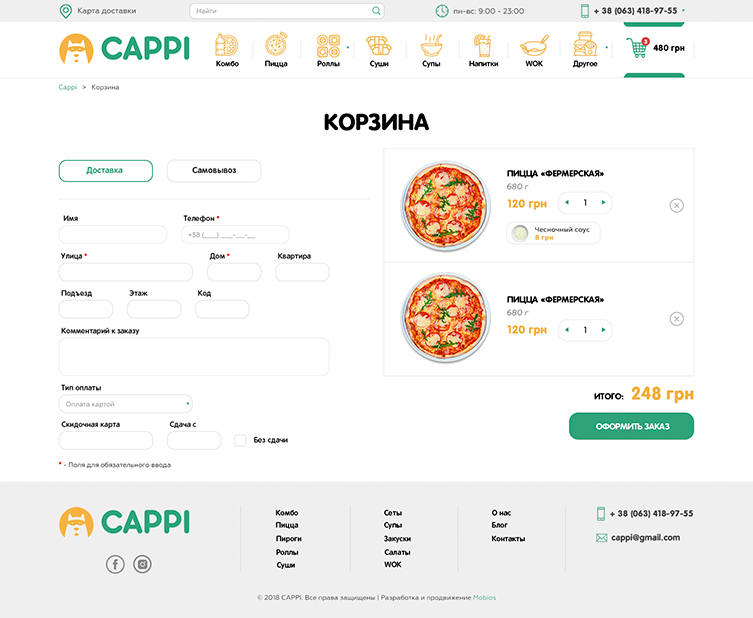 Карта доставки
Найти
пн-вс: 9:00 - 23:00
+ 38 (063) 418-97-55
CAPPI
Комбо
Пицца
Роллы
Суши
Супы
Напитки
WOK
Другое
3
480 грн
Cappi > Корзина
КОРЗИНА
Доставка
Самовывоз
Имя
Телефон *
+38 (___) ___-__-__
Улица *
Дом *
Квартира
Подъезд
Этаж
Код
Комментарий к заказу
Тип оплаты
Оплата картой
Скидочная карта
Сдача с
Без сдачи
* - Поля для обязательного ввода
ПИЦЦА «ФЕРМЕРСКАЯ»
680 г
120 грн
1
Чесночный соус
8 грн
ПИЦЦА «ФЕРМЕРСКАЯ»
680 г
120 грн
1
ИТОГО: 248 грн
ОФОРМИТЬ ЗАКАЗ
CAPPI
Комбо
Пицца
Пироги
Роллы
Суши
Сеты
Супы
Закуски
Салаты
WOK
О нас
Блог
Контакты
+ 38 (063) 418-97-55
cappi@gmail.com
© 2018 CAPPI. Все права защищены | Разработка и продвижение Mobios